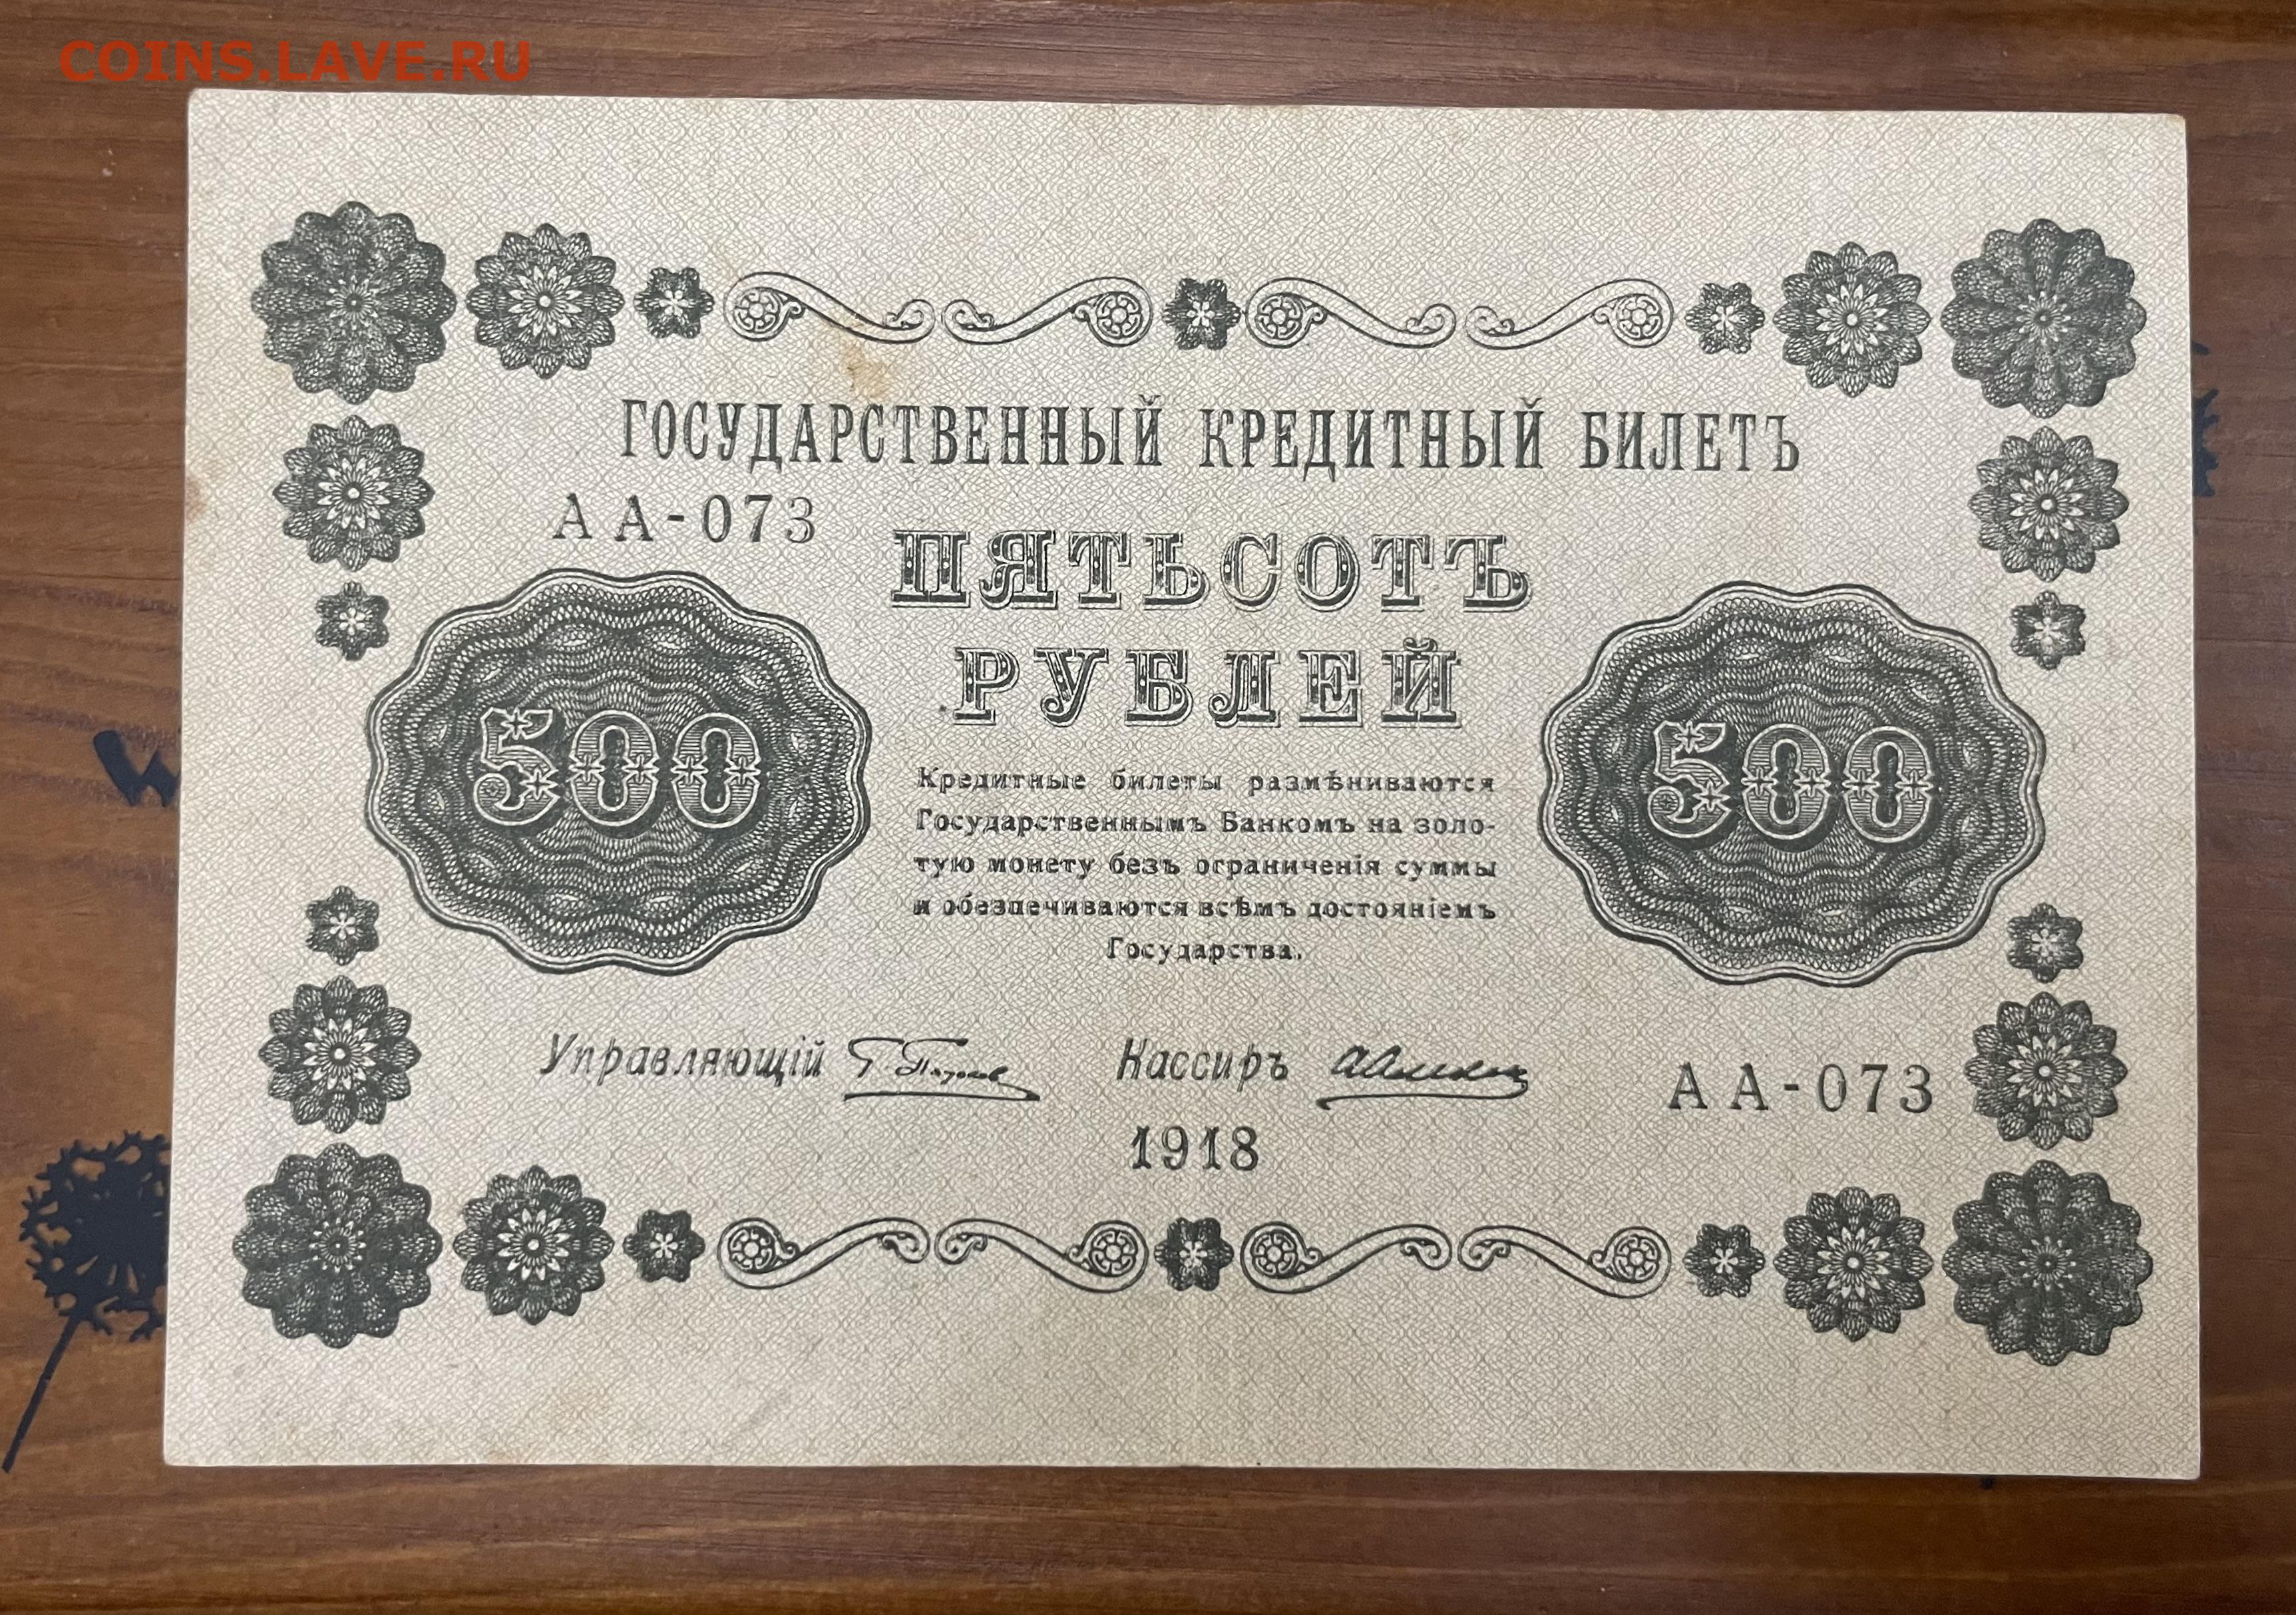 COINS.LAVE.RU
ГОСУДАРСТВЕННЫЙ КРЕДИТНЫЙ БИЛЕТЪ
АА-073
ПЯТЬСОТЪ
РУБЛЕЙ
500
500
Кредитные билеты размѣниваются
Государственнымъ Банкомъ на золо-
тую монету безъ ограниченія суммы
и обезпечиваются всѣмъ достояніемъ
Государства.
Управляющій
Кассиръ
АА-073
1918